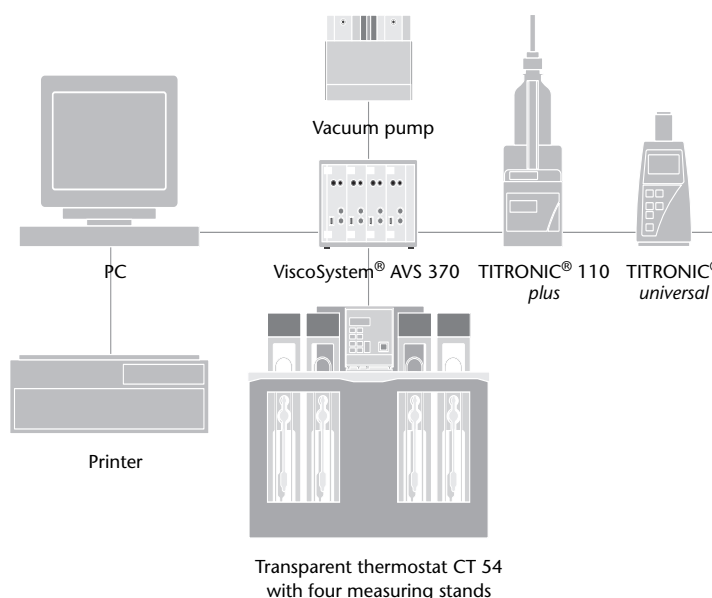 Vacuum pump
PC
ViscoSystem® AVS 370
TITRONIC® 110
plus
TITRONIC®
universal
Printer
Transparent thermostat CT 54
with four measuring stands